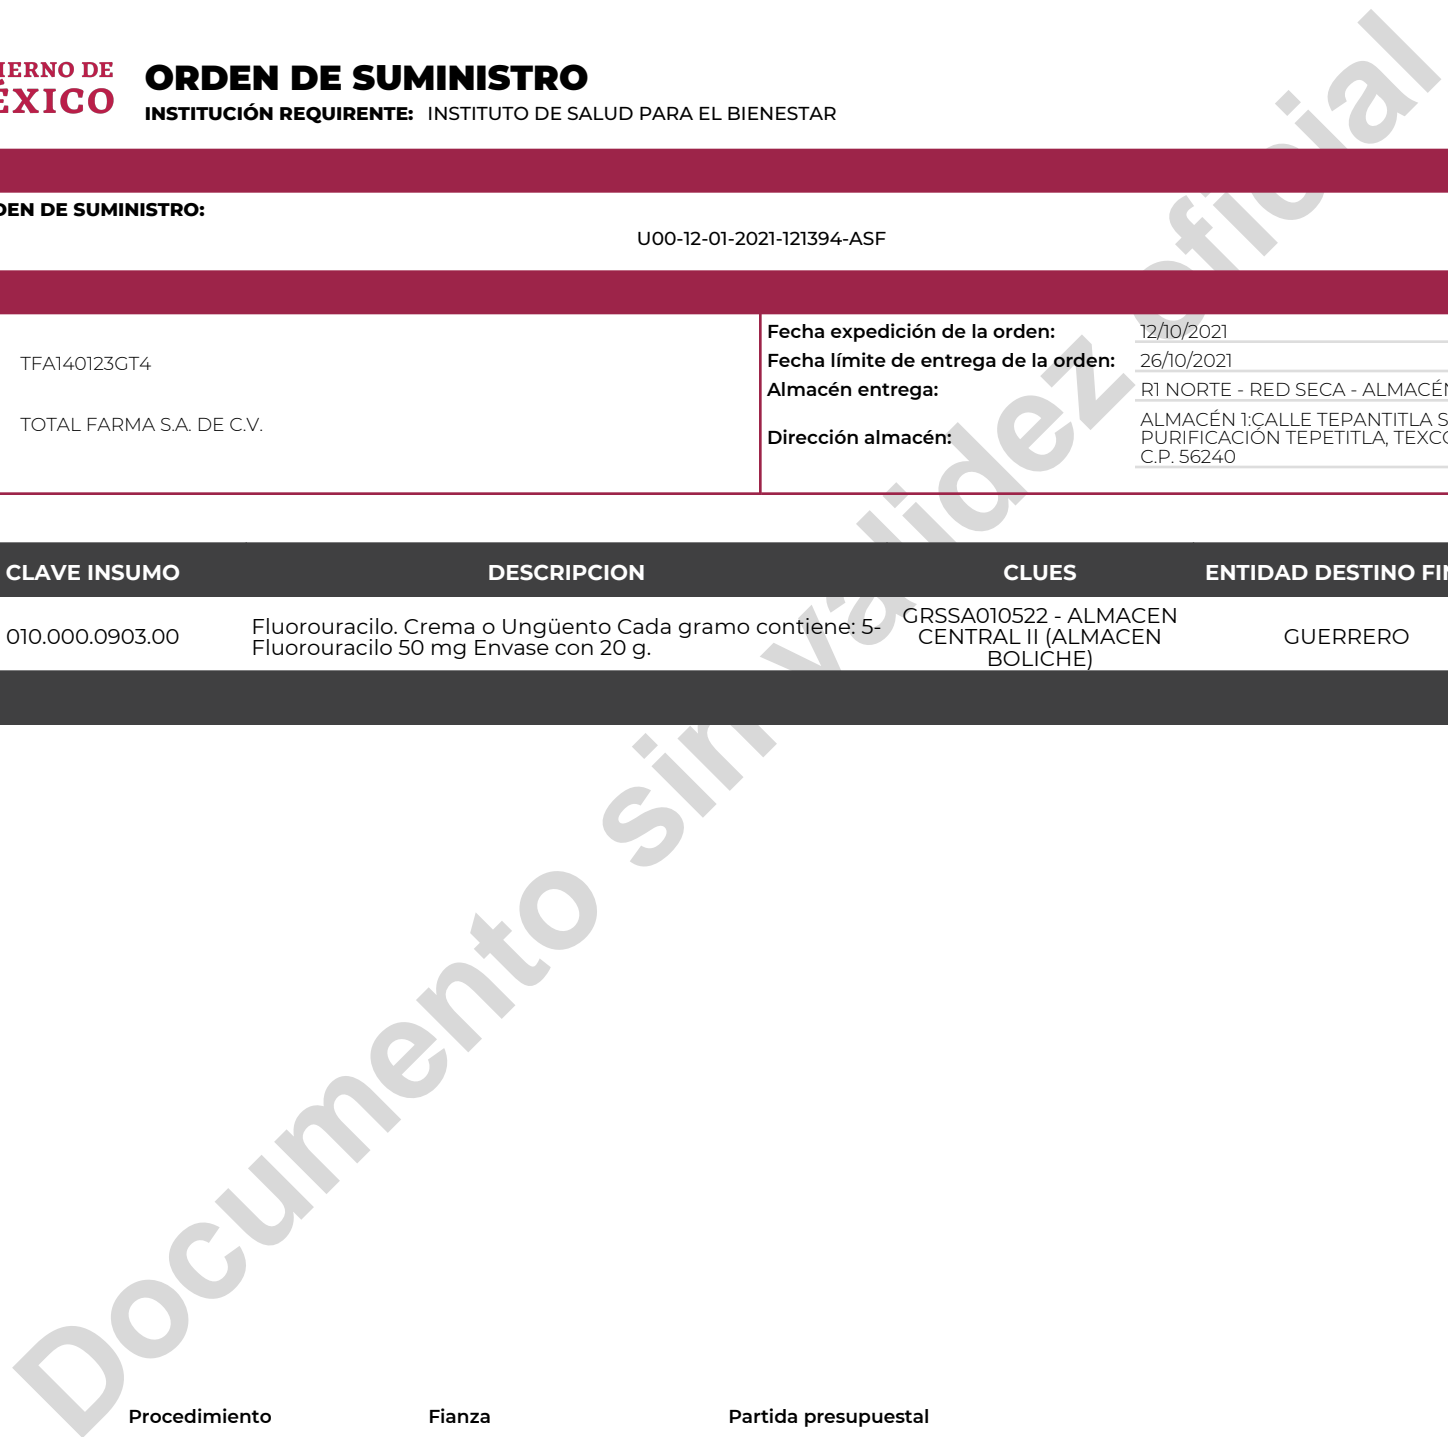 IERNO DE
ÉXICO
ORDEN DE SUMINISTRO
INSTITUCIÓN REQUIRENTE: INSTITUTO DE SALUD PARA EL BIENESTAR
DEN DE SUMINISTRO:
U00-12-01-2021-121394-ASF
TFA140123GT4
TOTAL FARMA S.A. DE C.V.
Fecha expedición de la orden: 12/10/2021
Fecha límite de entrega de la orden: 26/10/2021
Almacén entrega: R1 NORTE - RED SECA - ALMACÉN
Dirección almacén:
ALMACÉN 1:CALLE TEPANTITLA S
PURIFICACIÓN TEPETITLA, TEXCO
C.P. 56240
CLAVE INSUMO DESCRIPCION CLUES ENTIDAD DESTINO FIN
010.000.0903.00
Fluorouracilo. Crema o Ungüento Cada gramo contiene: 5-
Fluorouracilo 50 mg Envase con 20 g.
GRSSA010522 - ALMACEN
CENTRAL II (ALMACEN
BOLICHE)
GUERRERO
Documento sin validez oficial
Procedimiento Fianza Partida presupuestal